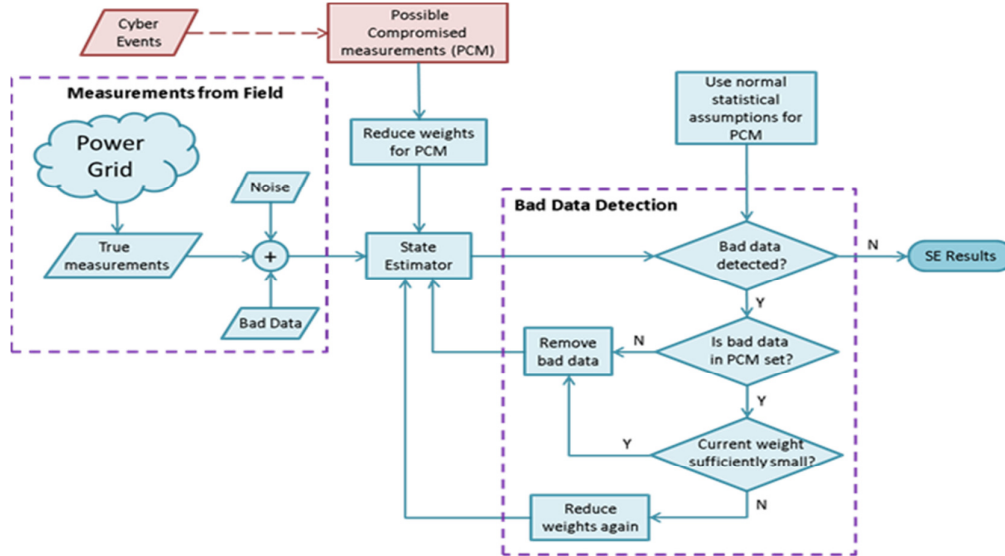 Cyber
Events
Possible
Compromised
measurements (PCM)
Measurements from Field
Power
Grid
Noise
True
measurements
+
Bad Data
Reduce weights
for PCM
State
Estimator
Use normal
statistical
assumptions for
PCM
Bad Data Detection
Bad data
detected?
N
SE Results
Y
Is bad data
in PCM set?
N
Remove
bad data
Y
Current weight
sufficiently small?
Y
N
Reduce
weights again